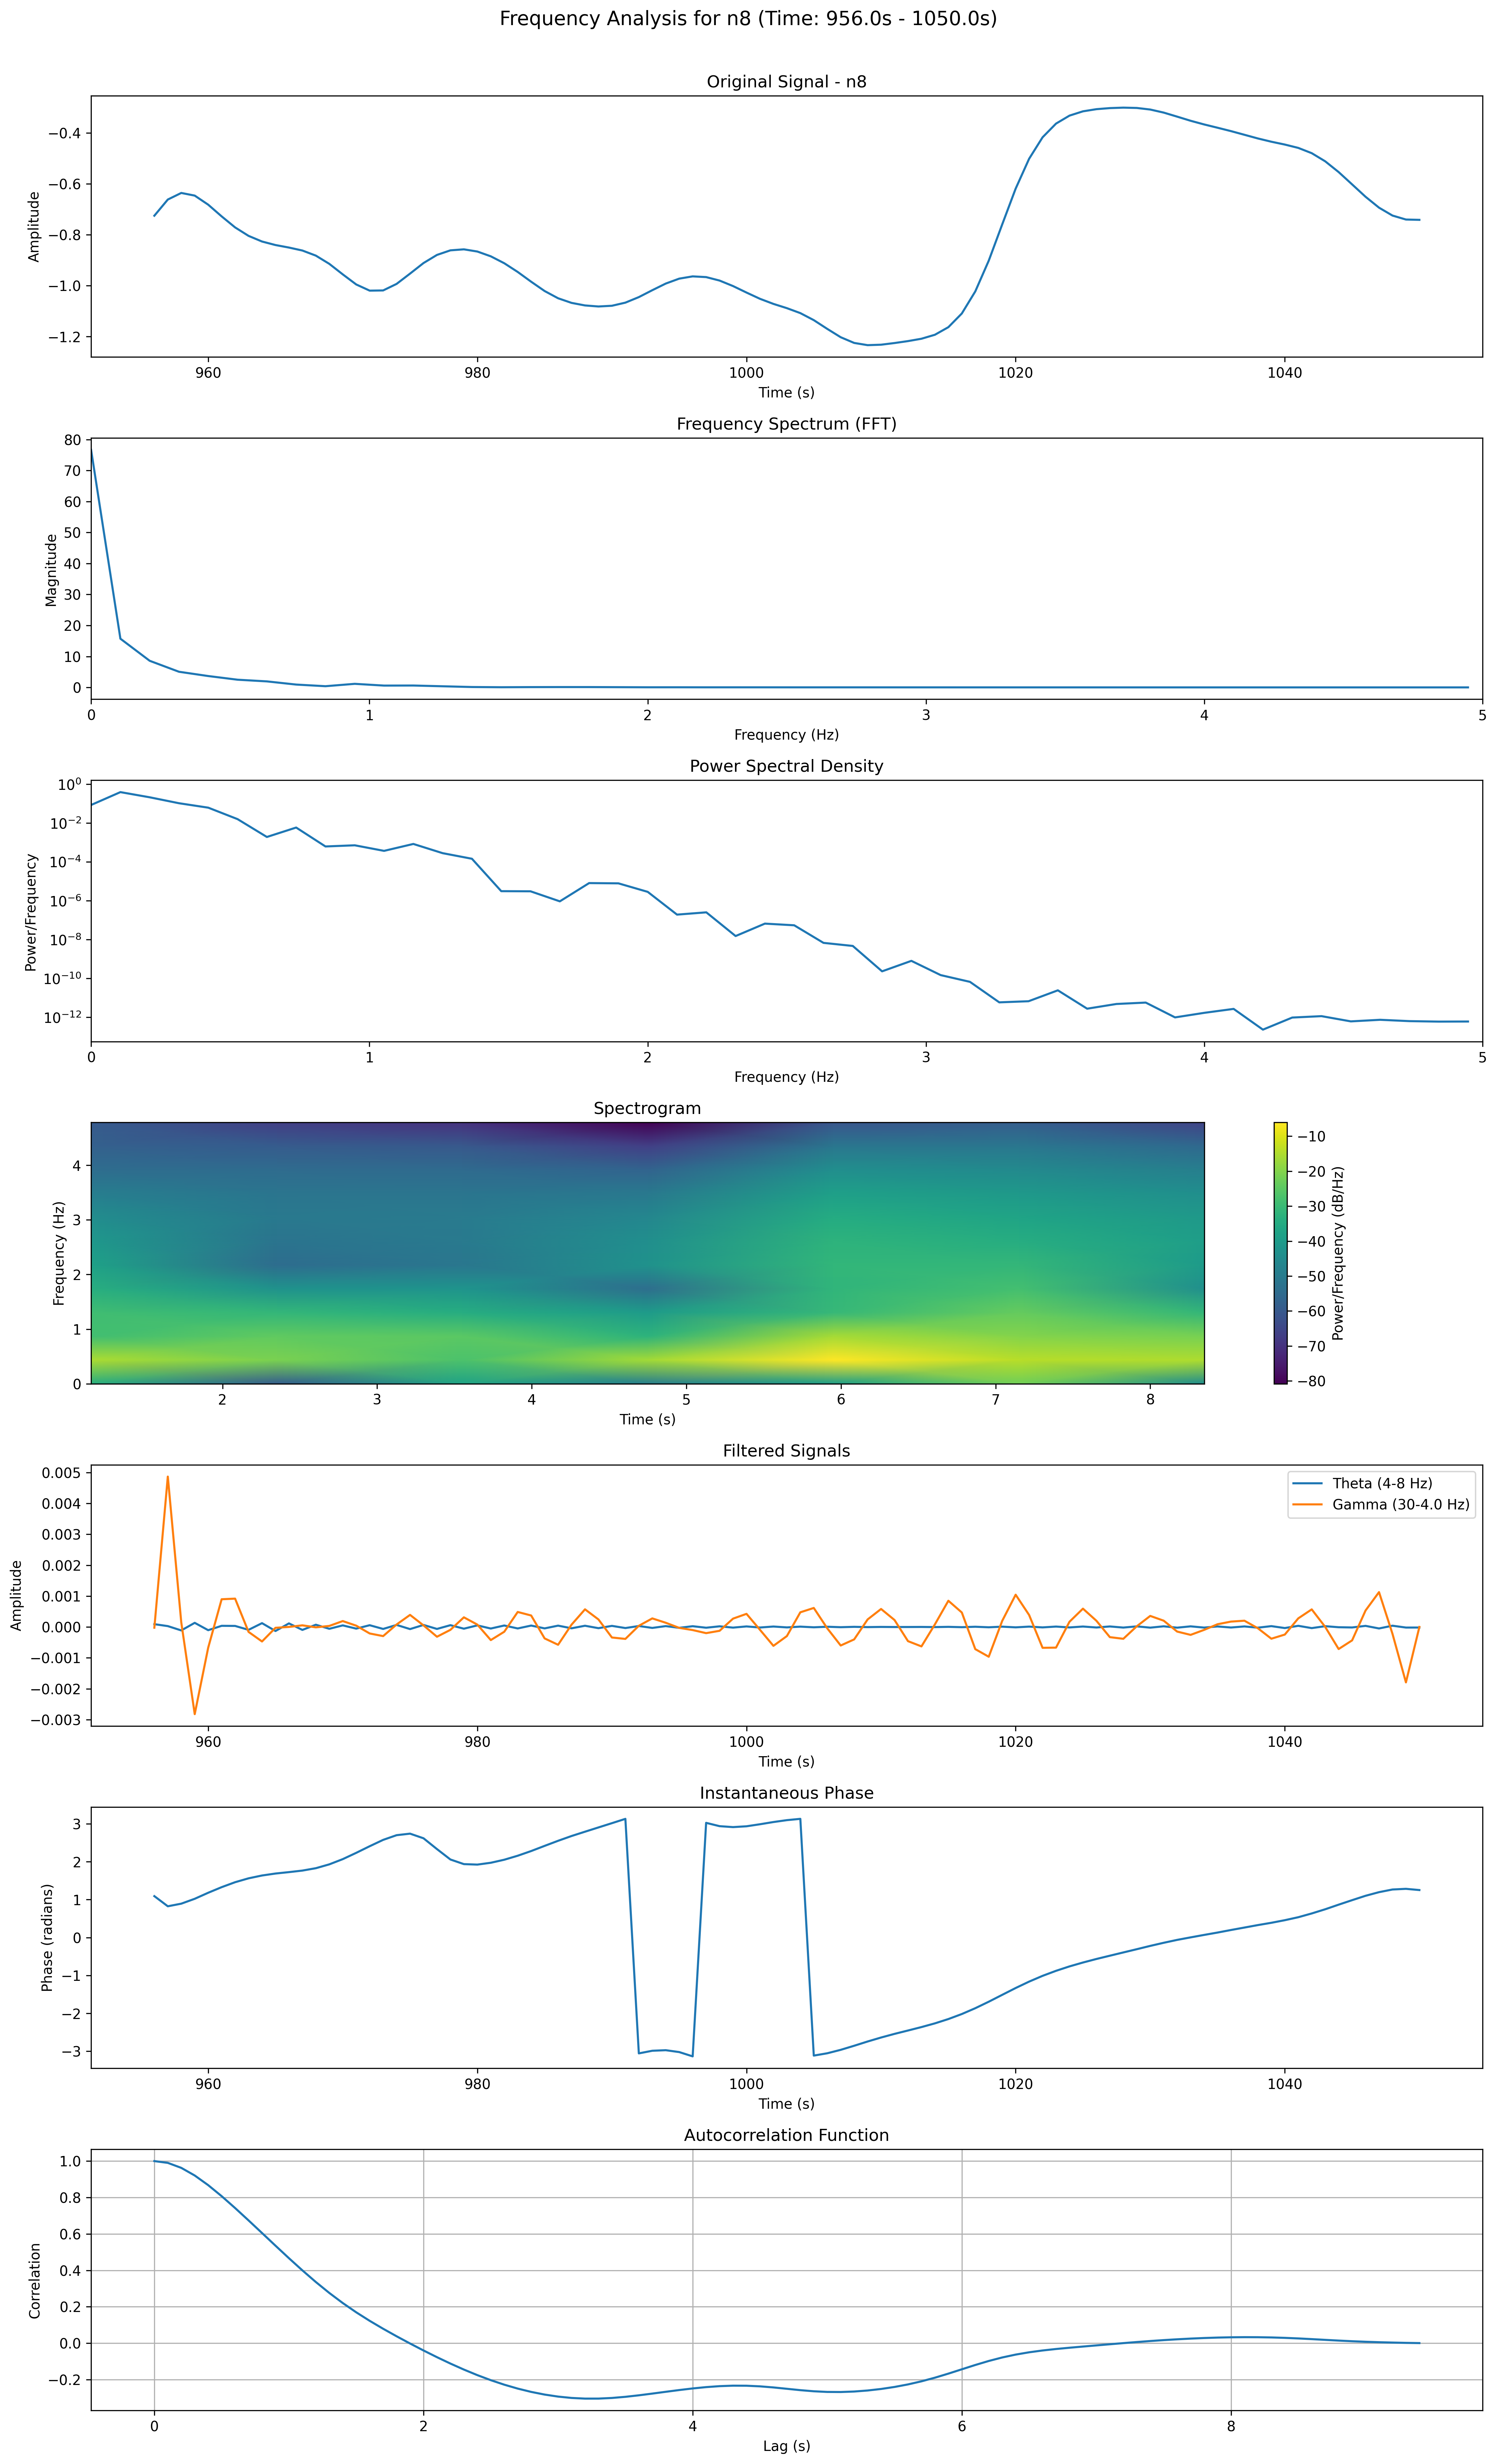 Frequency Analysis for n8 (Time: 956.0s - 1050.0s)
Original Signal - n8
Amplitude
−0.4
−0.6
−0.8
−1.0
−1.2
960 980 1000 1020 1040
Time (s)
Frequency Spectrum (FFT)
Magnitude
80
70
60
50
40
30
20
10
0
0 1 2 3 4 5
Frequency (Hz)
Power Spectral Density
Power/Frequency
10⁰
10⁻²
10⁻⁴
10⁻⁶
10⁻⁸
10⁻¹⁰
10⁻¹²
0 1 2 3 4 5
Frequency (Hz)
Spectrogram
Frequency (Hz)
4
3
2
1
0
2 3 4 5 6 7 8
Time (s)
−10
−20
−30
−40
−50
−60
−70
−80
Power/Frequency (dB/Hz)
Filtered Signals
Amplitude
0.005
0.004
0.003
0.002
0.001
0.000
−0.001
−0.002
−0.003
Theta (4-8 Hz)
Gamma (30-4.0 Hz)
960 980 1000 1020 1040
Time (s)
Instantaneous Phase
Phase (radians)
3
2
1
0
−1
−2
−3
960 980 1000 1020 1040
Time (s)
Autocorrelation Function
Correlation
1.0
0.8
0.6
0.4
0.2
0.0
−0.2
0 2 4 6 8
Lag (s)